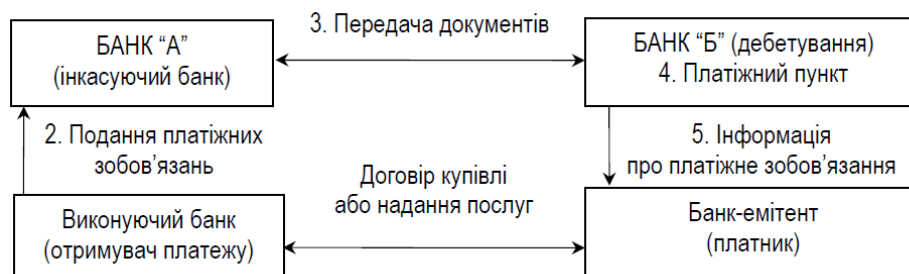 3. Передача документів
БАНК “А”
(інкасуючий банк)
БАНК “Б” (дебетування)
4. Платіжний пункт
2. Подання платіжних
зобов’язань
5. Інформація
про платіжне зобов’язання
Договір купівлі
або надання послуг
Виконуючий банк
(отримувач платежу)
Банк-емітент
(платник)